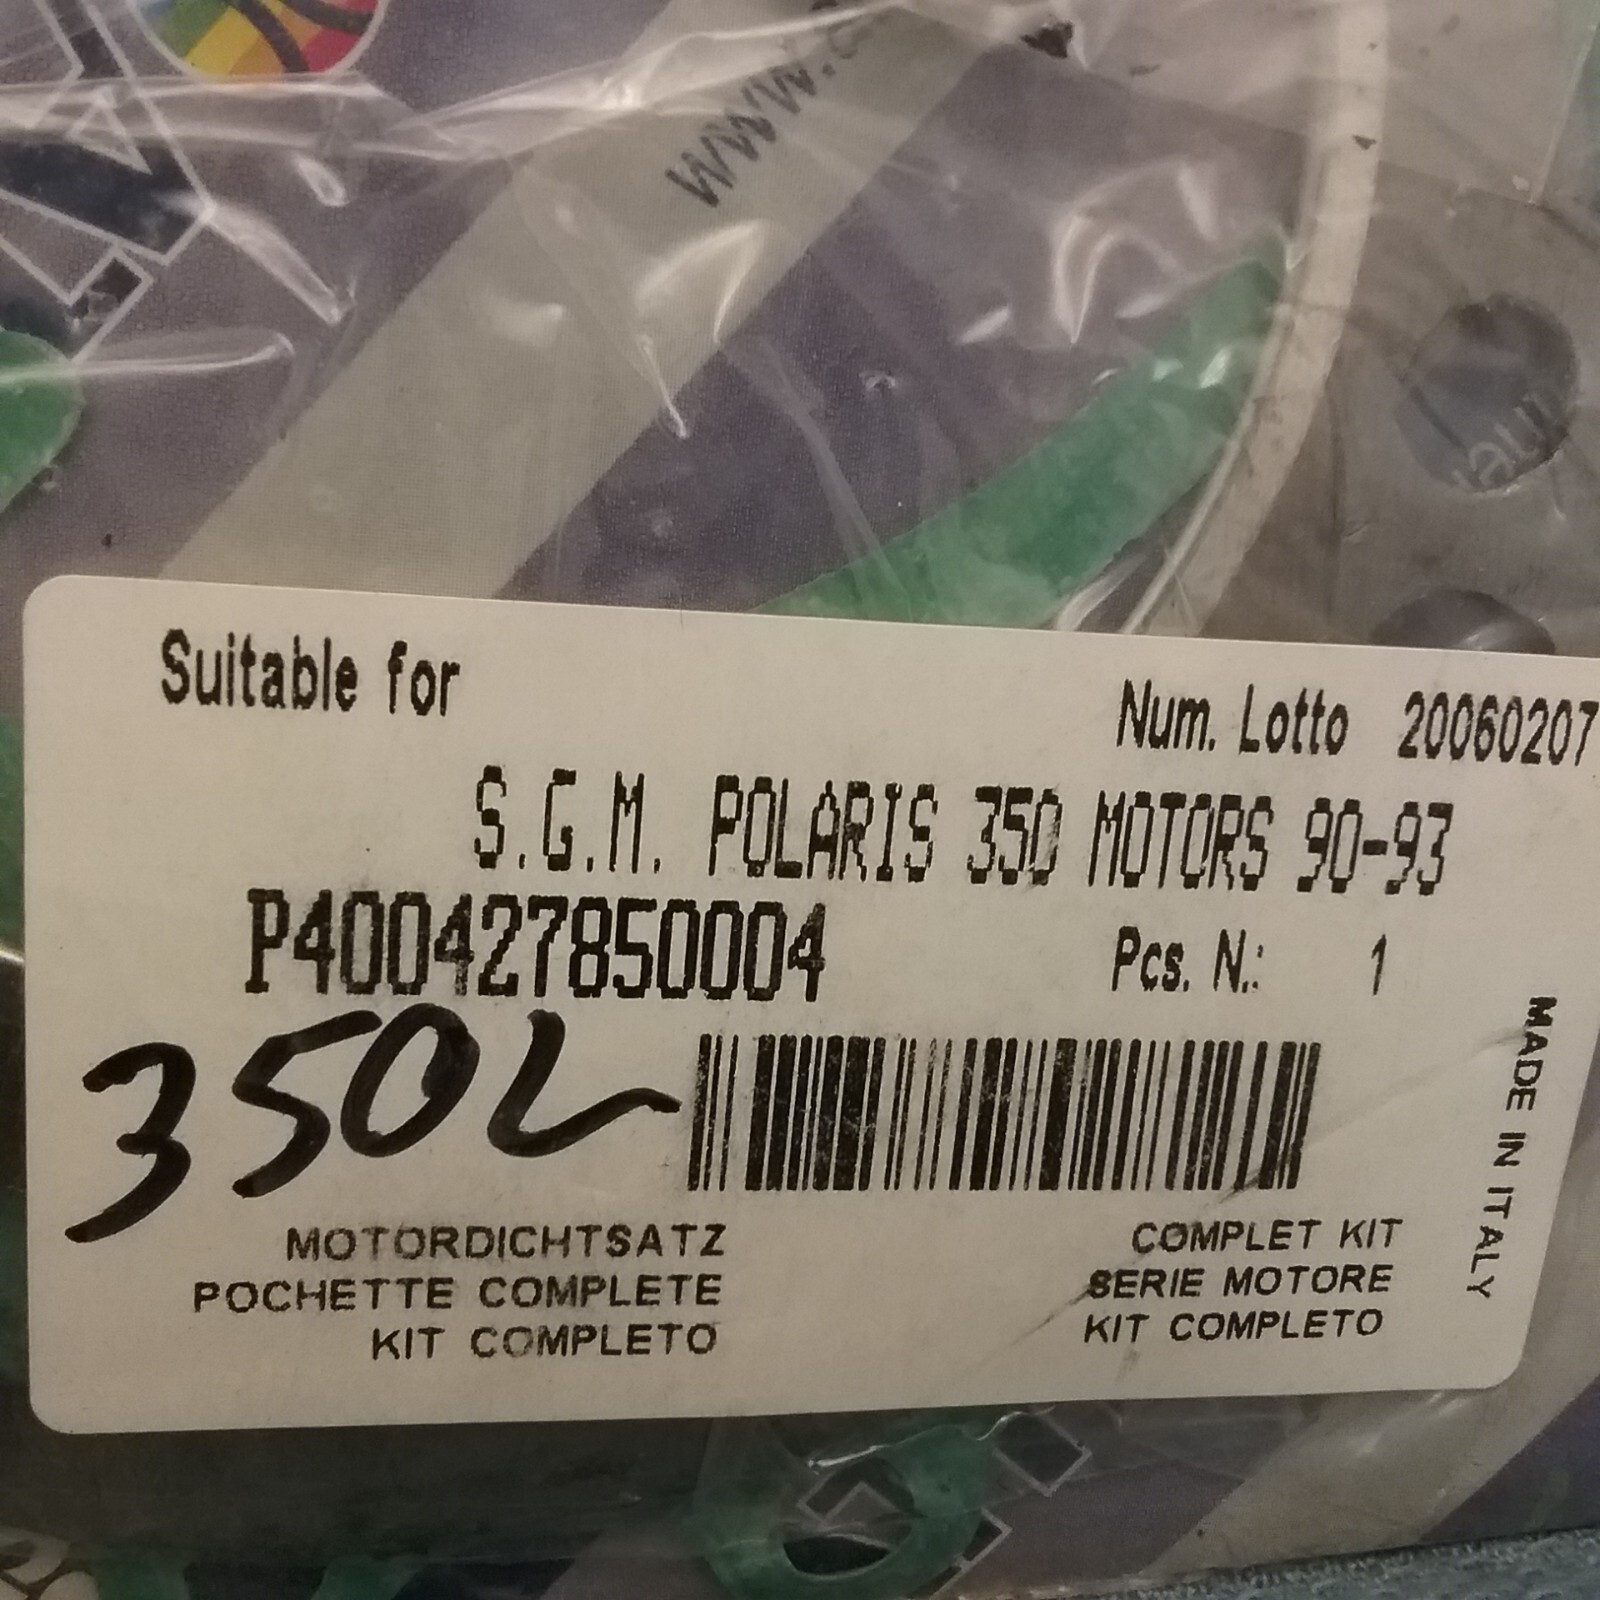 www.
Suitable for
Num. Lotto 20060207
S.G.M. POLARIS 350 MOTORS 90-93
P400427850004
Pcs. N.: 1
350L
MOTORDICHTSATZ
POCHETTE COMPLETE
KIT COMPLETO
COMPLET KIT
SERIE MOTORE
KIT COMPLETO
MADE IN ITALY